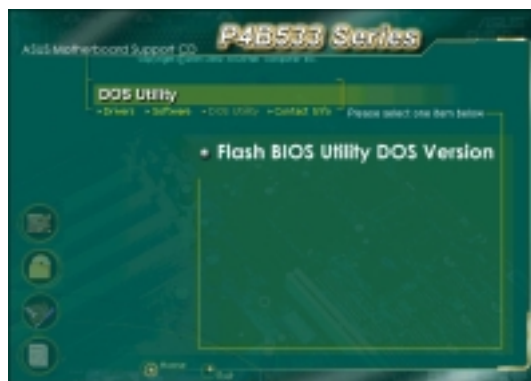 P4B533 Series
ASUS Motherboard Support CD
DOS Utility
Drivers Software DOS Utility Contact Info
Please select one item below
Flash BIOS Utility DOS Version
Home